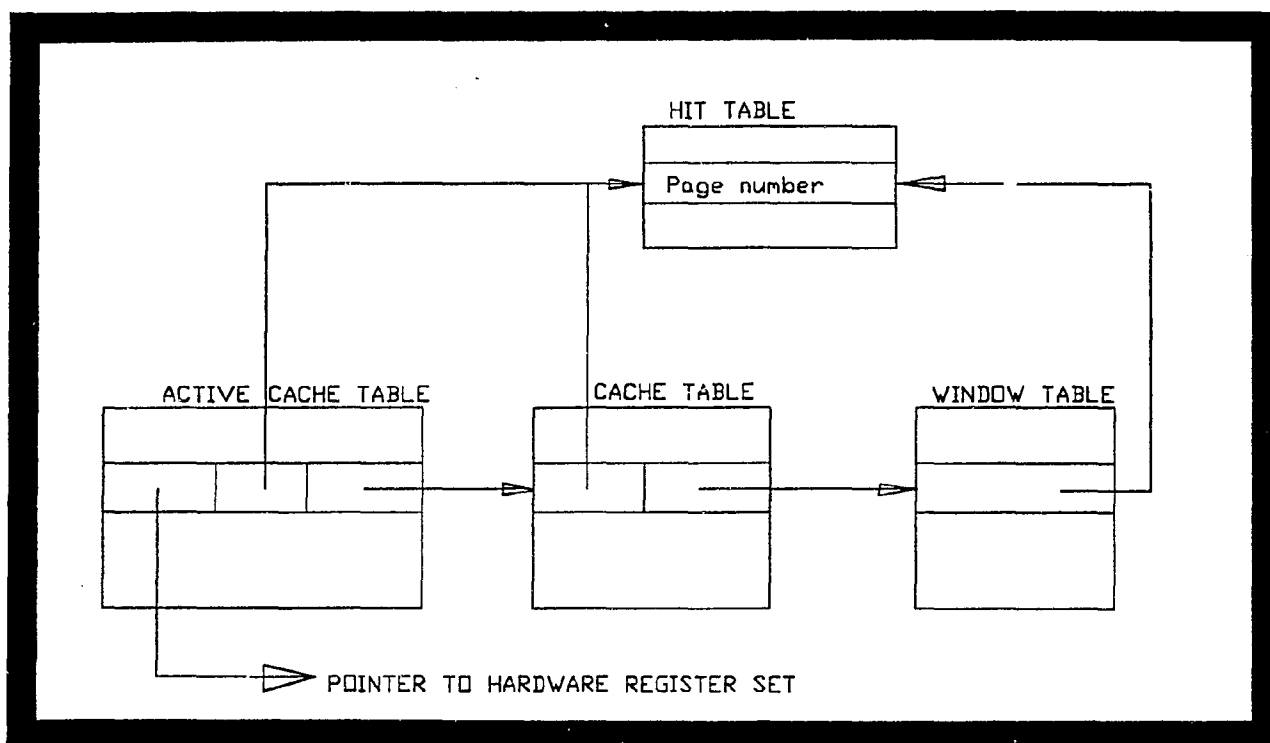 HIT TABLE
Page number
ACTIVE CACHE TABLE
CACHE TABLE
WINDOW TABLE
POINTER TO HARDWARE REGISTER SET